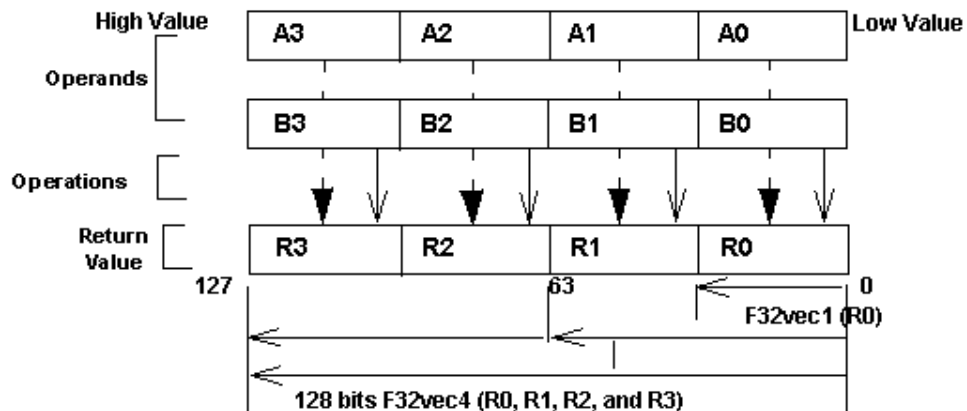 High Value A3 A2 A1 A0 Low Value
Operands
B3 B2 B1 B0
Operations
Return Value R3 R2 R1 R0
127 63 0
F32vec1 (R0)
128 bits F32vec4 (R0, R1, R2, and R3)